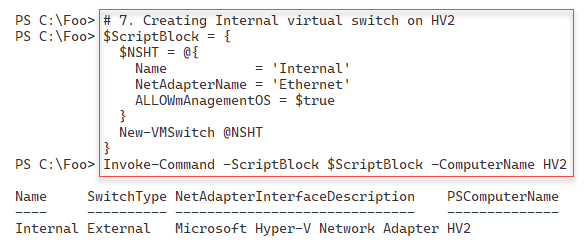 PS C:\Foo> # 7. Creating Internal virtual switch on HV2
PS C:\Foo> $ScriptBlock = {
  $NSHT = @{
    Name           = 'Internal'
    NetAdapterName = 'Ethernet'
    ALLOWmAnagementOS = $true
  }
  New-VMSwitch @NSHT
}
PS C:\Foo> Invoke-Command -ScriptBlock $ScriptBlock -ComputerName HV2
Name     SwitchType NetAdapterInterfaceDescription    PSComputerName
----     ---------- ------------------------------    --------------
Internal External   Microsoft Hyper-V Network Adapter HV2